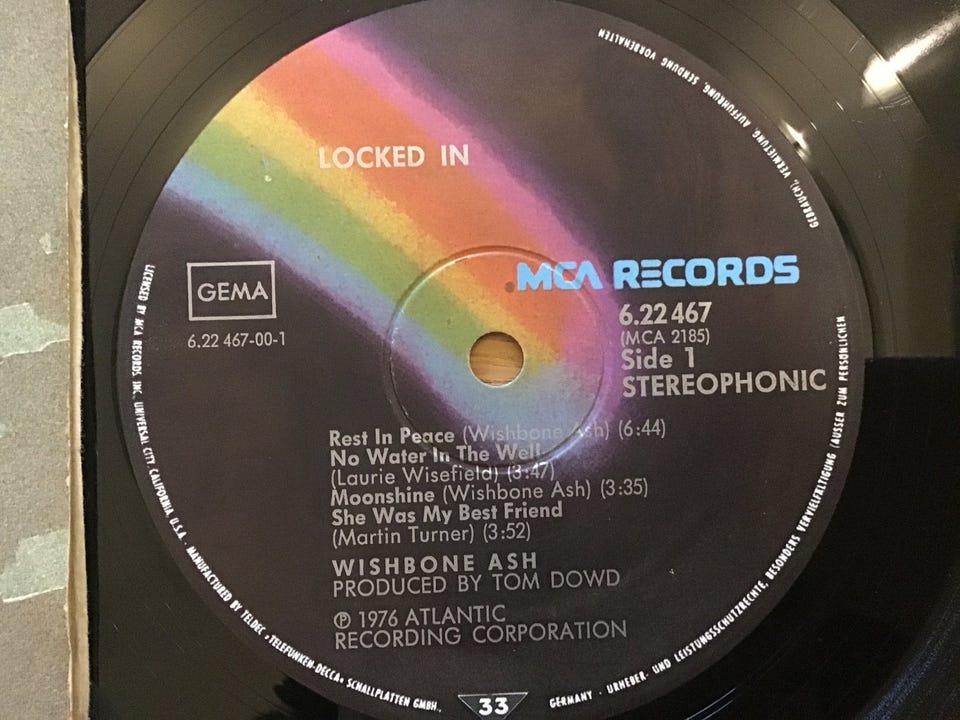 LOCKED IN
GEMA
6.22 467-00-1
MCA RECORDS
6.22 467
(MCA 2185)
Side 1
STEREOPHONIC
Rest In Peace (Wishbone Ash) (6:44)
No Water In The Well
(Laurie Wisefield) (3:47)
Moonshine (Wishbone Ash) (3:35)
She Was My Best Friend
(Martin Turner) (3:52)
WISHBONE ASH
PRODUCED BY TOM DOWD
℗ 1976 ATLANTIC
RECORDING CORPORATION
33
LICENSED BY MCA RECORDS, INC., UNIVERSAL CITY, CALIFORNIA, U.S.A. · MANUFACTURED BY TELDEC »TELEFUNKEN-DECCA« SCHALLPLATTEN GMBH., GERMANY · URHEBER- UND LEISTUNGSSCHUTZRECHTE, BESONDERS VERVIELFÄLTIGUNG (AUSSER ZUM PERSÖNLICHEN GEBRAUCH), VERMIETUNG, AUFFÜHRUNG, SENDUNG VORBEHALTEN